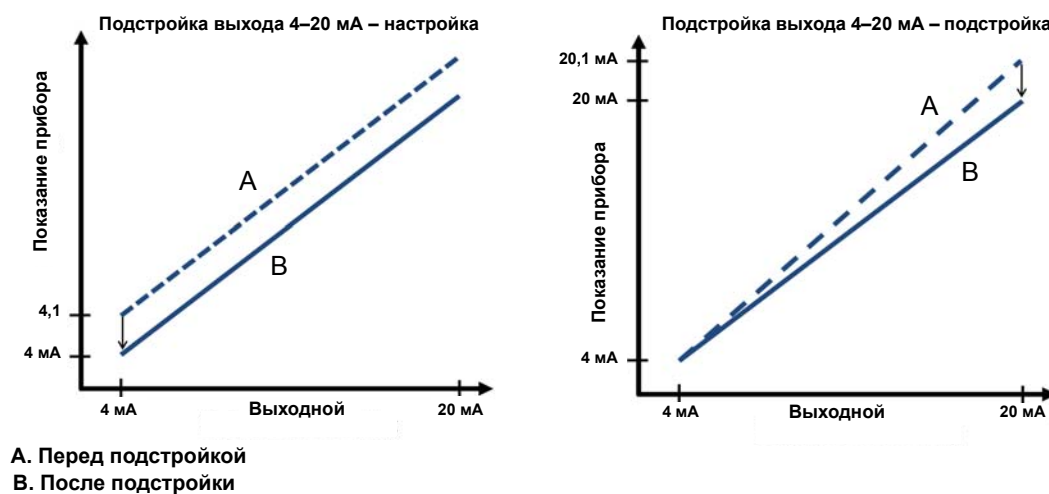 Подстройка выхода 4–20 мА – настройка
Показание прибора
A
B
4,1
4 мА
4 мА
Выходной
20 мА
Подстройка выхода 4–20 мА – подстройка
20,1 мА
20 мА
Показание прибора
A
B
4 мА
4 мА
Выходной
20 мА
A. Перед подстройкой
B. После подстройки